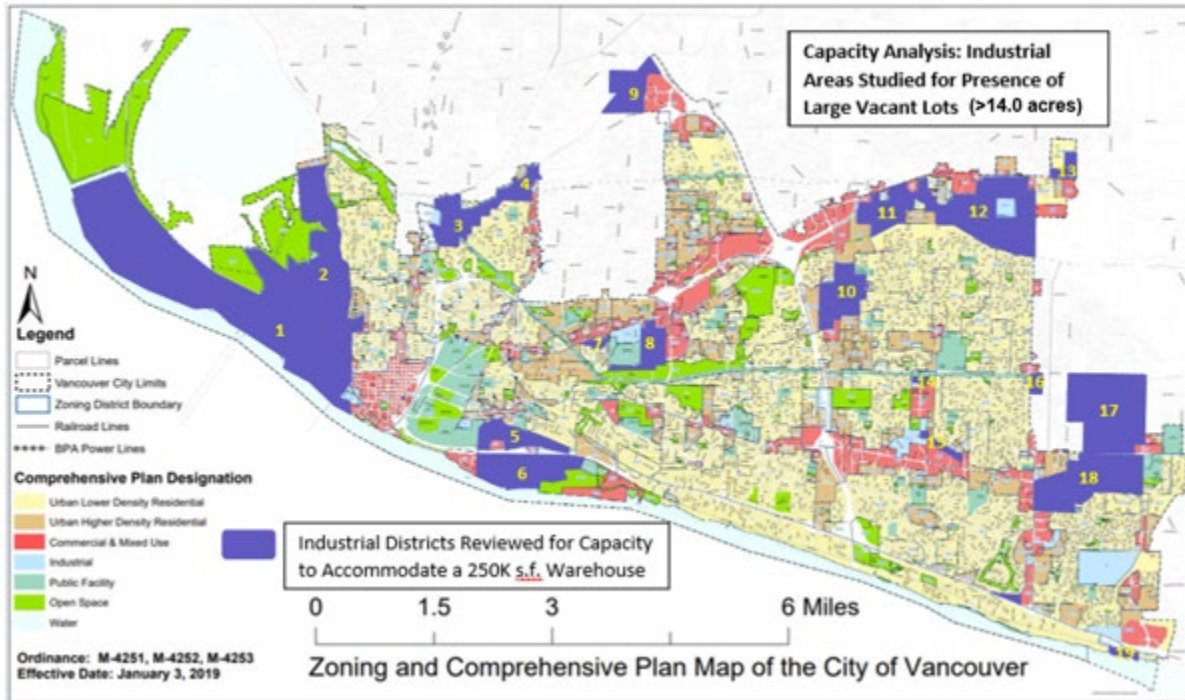 Capacity Analysis: Industrial
Areas Studied for Presence of
Large Vacant Lots (>14.0 acres)
9
4
13
3
11
12
2
10
1
7
8
14
16
17
5
15
6
18
N
Legend
Parcel Lines
Vancouver City Limits
Zoning District Boundary
Railroad Lines
BPA Power Lines
Comprehensive Plan Designation
Urban Lower Density Residential
Urban Higher Density Residential
Commercial & Mixed Use
Industrial
Public Facility
Open Space
Water
Industrial Districts Reviewed for Capacity
to Accommodate a 250K s.f. Warehouse
0 1.5 3 6 Miles
19
Ordinance: M-4251, M-4252, M-4253
Effective Date: January 3, 2019
Zoning and Comprehensive Plan Map of the City of Vancouver